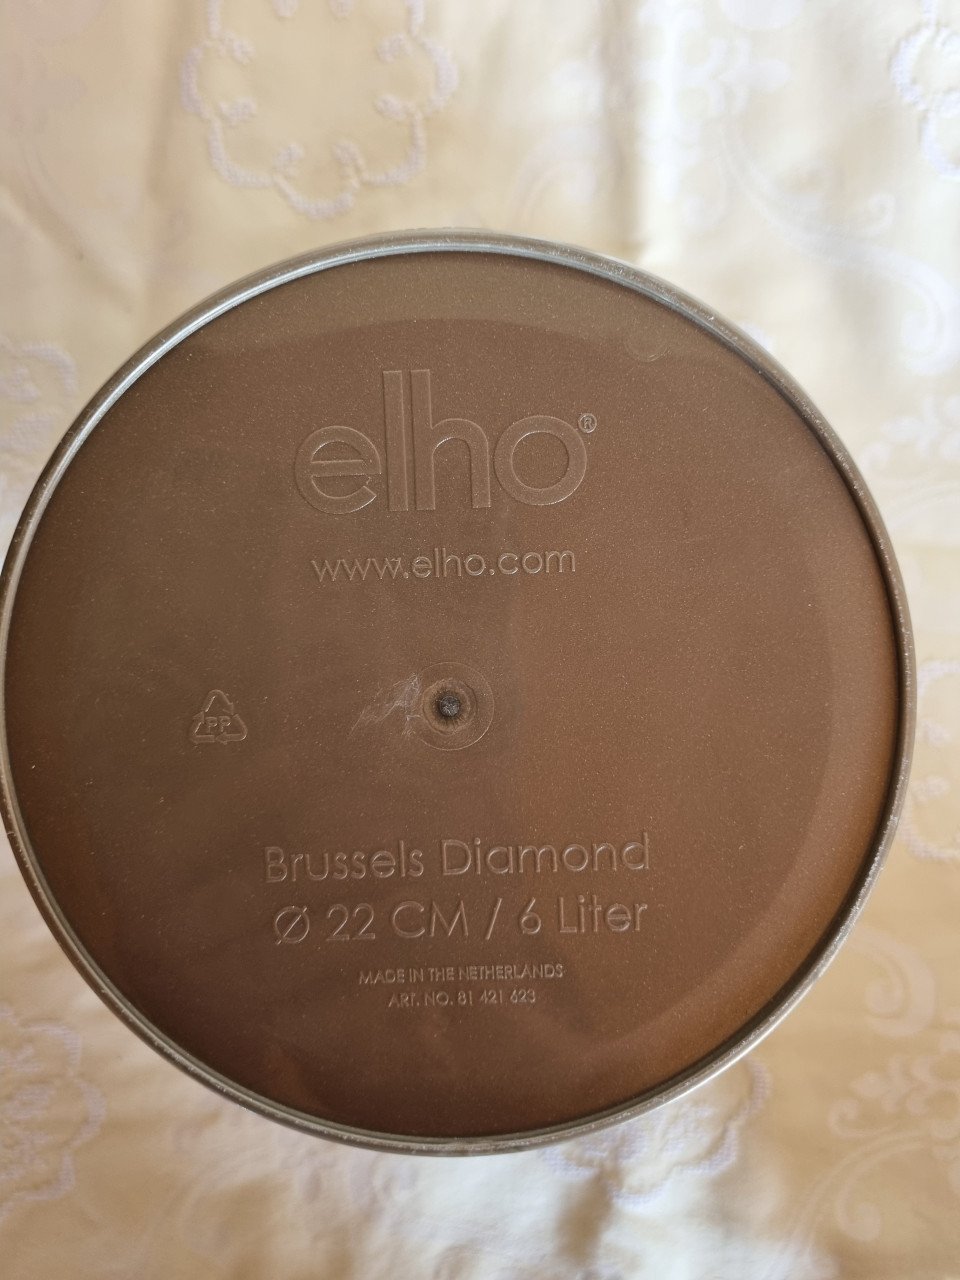 elho®
www.elho.com
PP
Brussels Diamond
Ø 22 CM / 6 Liter
MADE IN THE NETHERLANDS
ART. NO. 81 421 623